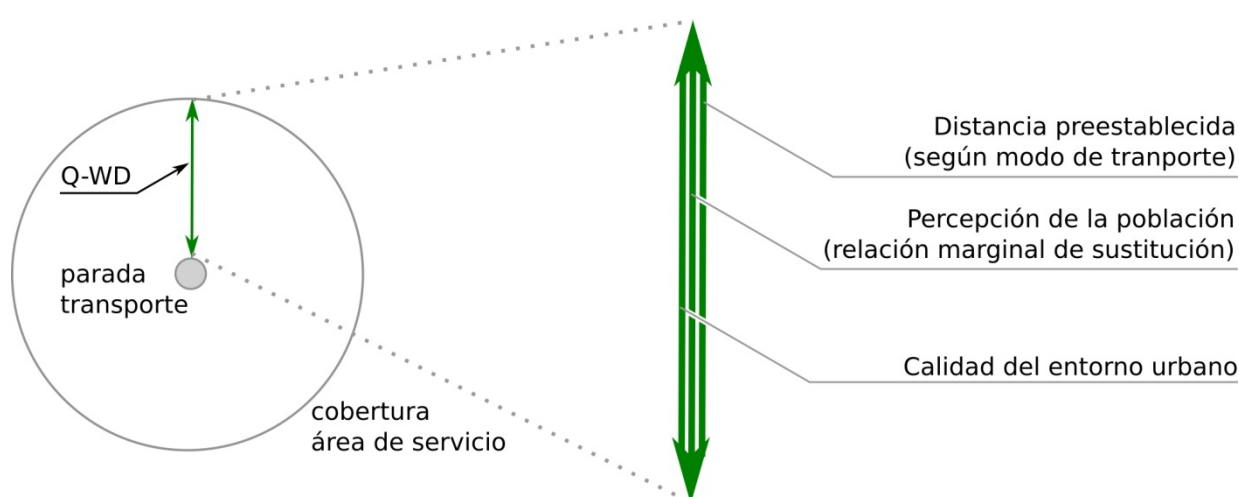 Q-WD
parada
transporte
cobertura
área de servicio
Distancia preestablecida
(según modo de tranporte)
Percepción de la población
(relación marginal de sustitución)
Calidad del entorno urbano